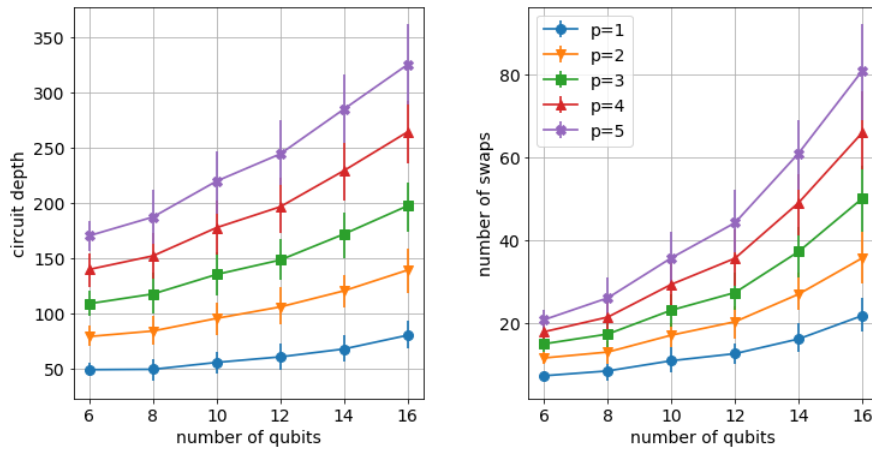 circuit depth
350
300
250
200
150
100
50
6 8 10 12 14 16
number of qubits
number of swaps
80
60
40
20
p=1
p=2
p=3
p=4
p=5
6 8 10 12 14 16
number of qubits